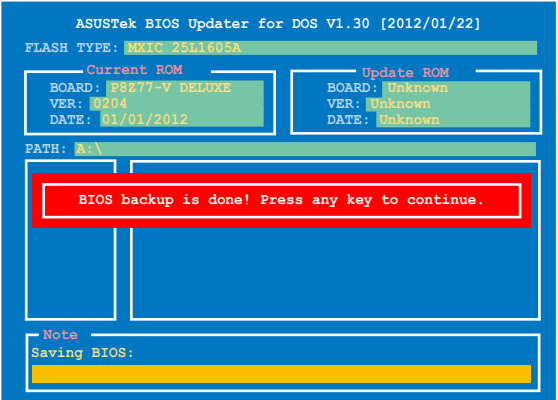 ASUSTek BIOS Updater for DOS V1.30 [2012/01/22]
FLASH TYPE: MXIC 25L1605A
Current ROM
BOARD: P8Z77-V DELUXE
VER: 0204
DATE: 01/01/2012
Update ROM
BOARD: Unknown
VER: Unknown
DATE: Unknown
PATH: A:\
BIOS backup is done! Press any key to continue.
Note
Saving BIOS: